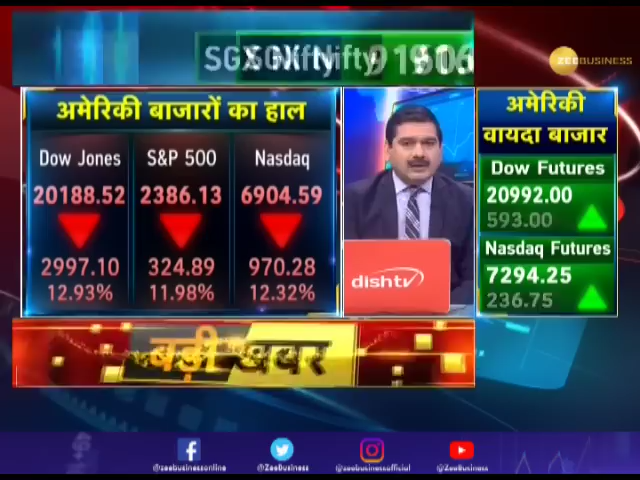 SGX Nifty
ZEEBUSINESS
अमेरिकी बाजारों का हाल
Dow Jones
20188.52
2997.10
12.93%
S&P 500
2386.13
324.89
11.98%
Nasdaq
6904.59
970.28
12.32%
dishtv
अमेरिकी
वायदा बाजार
Dow Futures
20992.00
593.00
Nasdaq Futures
7294.25
236.75
बड़ी खबर
@zeebusinessonline
@ZeeBusiness
@zeebusinessofficial
@ZeeBusiness